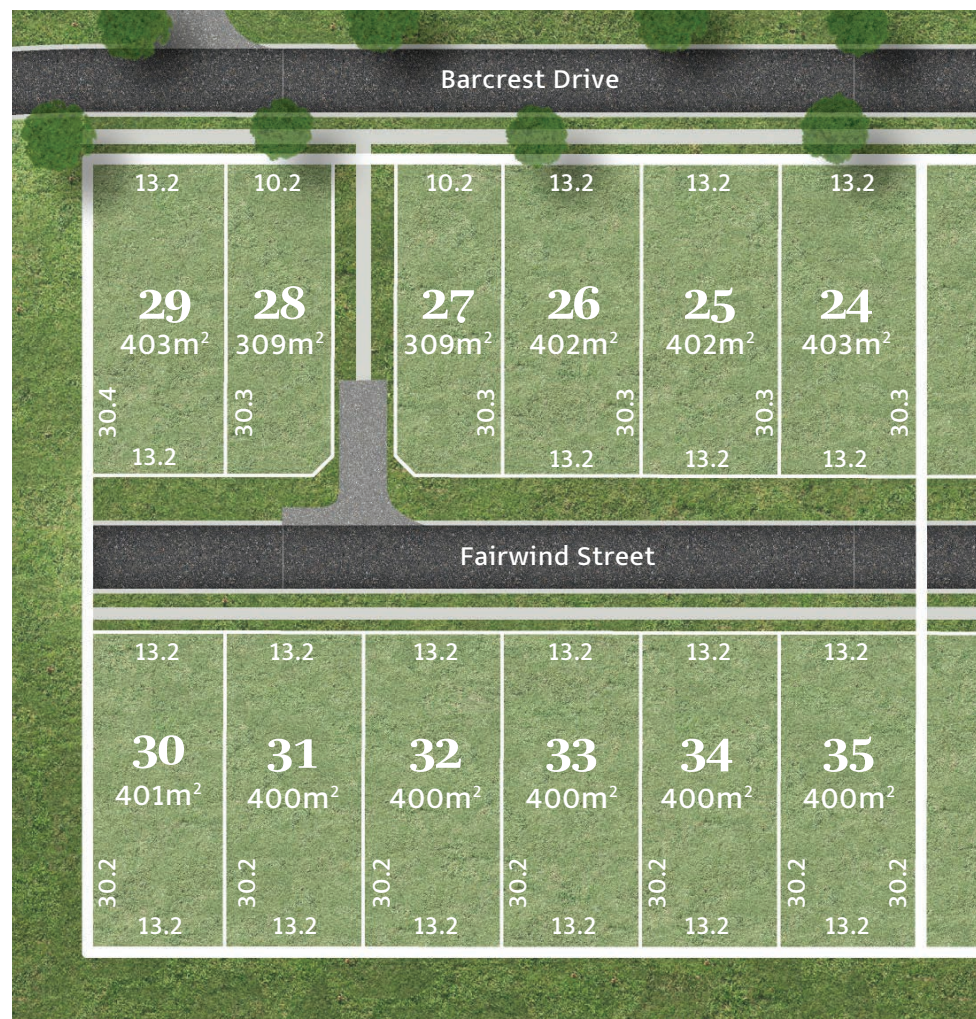 Barcrest Drive
13.2 10.2 10.2 13.2 13.2 13.2
29 28 27 26 25 24
403m² 309m² 309m² 402m² 402m² 403m²
30.4 30.3 30.3 30.3 30.3 30.3
13.2 13.2 13.2 13.2
Fairwind Street
13.2 13.2 13.2 13.2 13.2 13.2
30 31 32 33 34 35
401m² 400m² 400m² 400m² 400m² 400m²
30.2 30.2 30.2 30.2 30.2 30.2 30.2
13.2 13.2 13.2 13.2 13.2 13.2